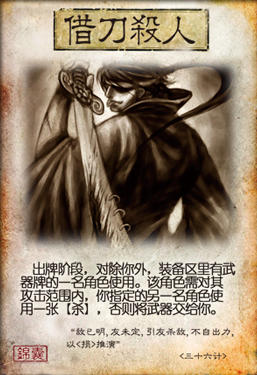 借刀殺人
出牌阶段，对除你外，装备区里有武
器牌的一名角色使用。该角色需对其
攻击范围内，你指定的另一名角色使
用一张【杀】，否则将武器交给你。
“敌已明，友未定，引友杀敌，不自出力，
以<损>推演”
<三十六计>
錦囊